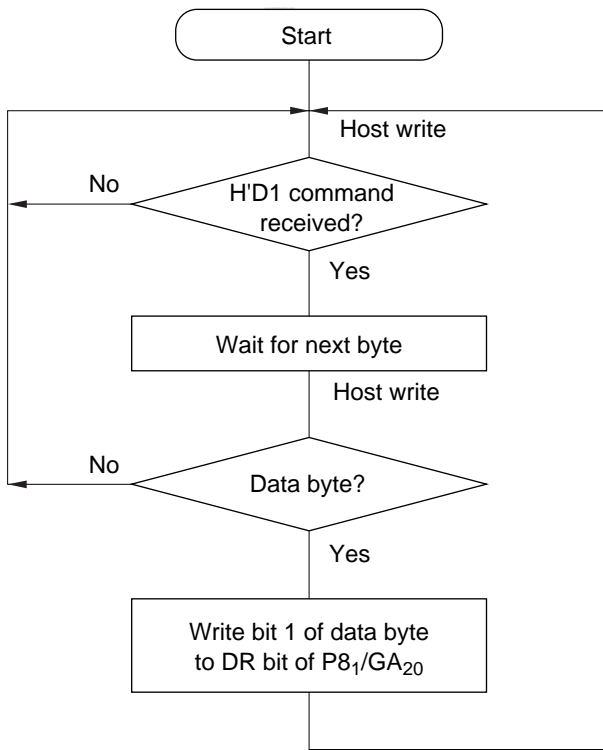 Start
Host write
No
H'D1 command
received?
Yes
Wait for next byte
Host write
No
Data byte?
Yes
Write bit 1 of data byte
to DR bit of P8₁/GA₂₀